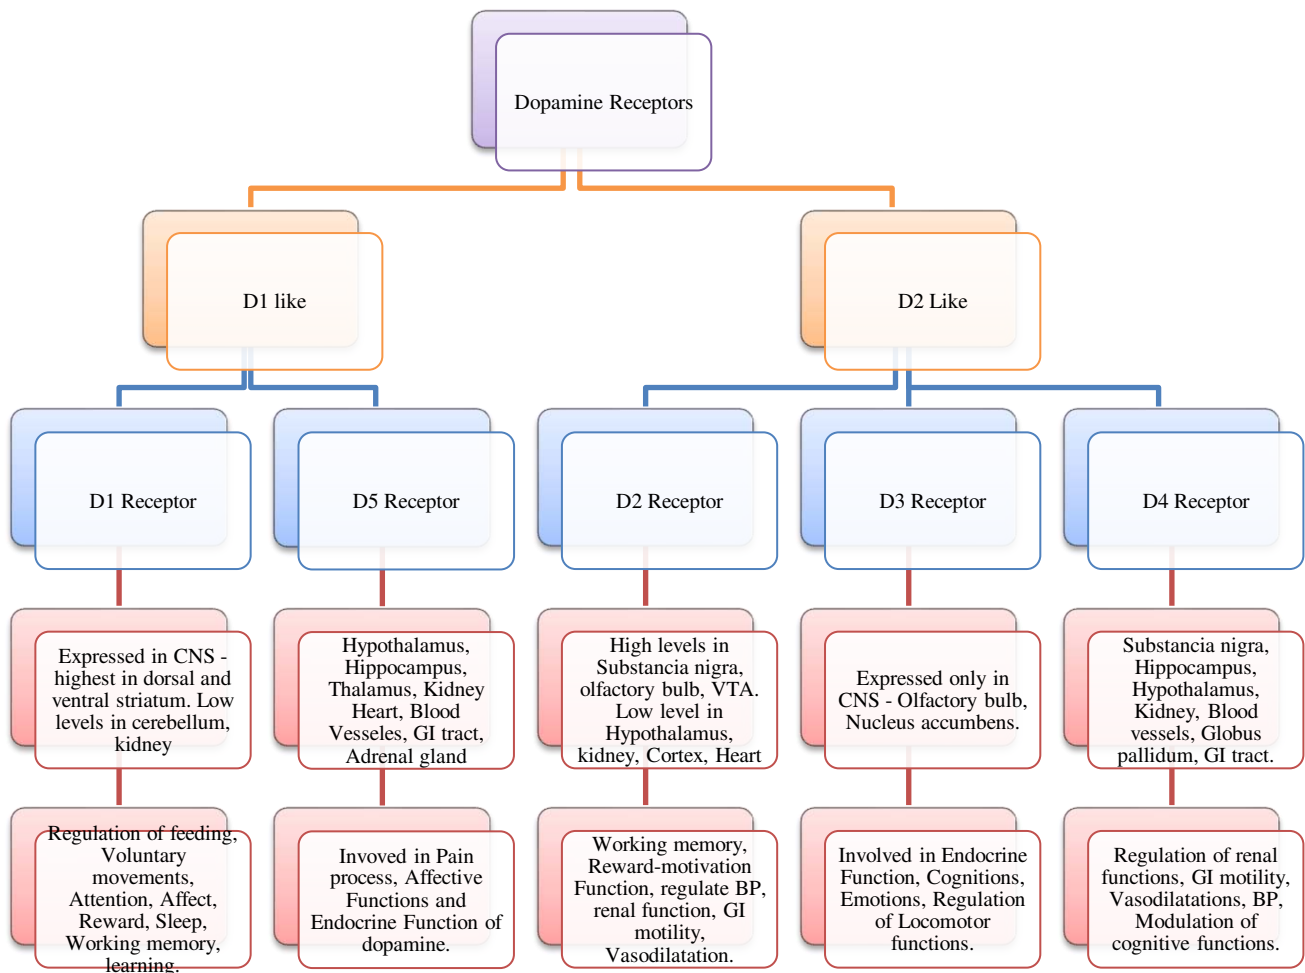 Dopamine Receptors
D1 like
D2 Like
D1 Receptor
D5 Receptor
D2 Receptor
D3 Receptor
D4 Receptor
Expressed in CNS -
highest in dorsal and
ventral striatum. Low
levels in cerebellum,
kidney
Hypothalamus,
Hippocampus,
Thalamus, Kidney
Heart, Blood
Vesseles, GI tract,
Adrenal gland
High levels in
Substancia nigra,
olfactory bulb, VTA.
Low level in
Hypothalamus,
kidney, Cortex, Heart
Expressed only in
CNS - Olfactory bulb,
Nucleus accumbens.
Substancia nigra,
Hippocampus,
Hypothalamus,
Kidney, Blood
vessels, Globus
pallidum, GI tract.
Regulation of feeding,
Voluntary
movements,
Attention, Affect,
Reward, Sleep,
Working memory,
learning.
Invoved in Pain
process, Affective
Functions and
Endocrine Function of
dopamine.
Working memory,
Reward-motivation
Function, regulate BP,
renal function, GI
motility,
Vasodilatation.
Involved in Endocrine
Function, Cognitions,
Emotions, Regulation
of Locomotor
functions.
Regulation of renal
functions, GI motility,
Vasodilatations, BP,
Modulation of
cognitive functions.